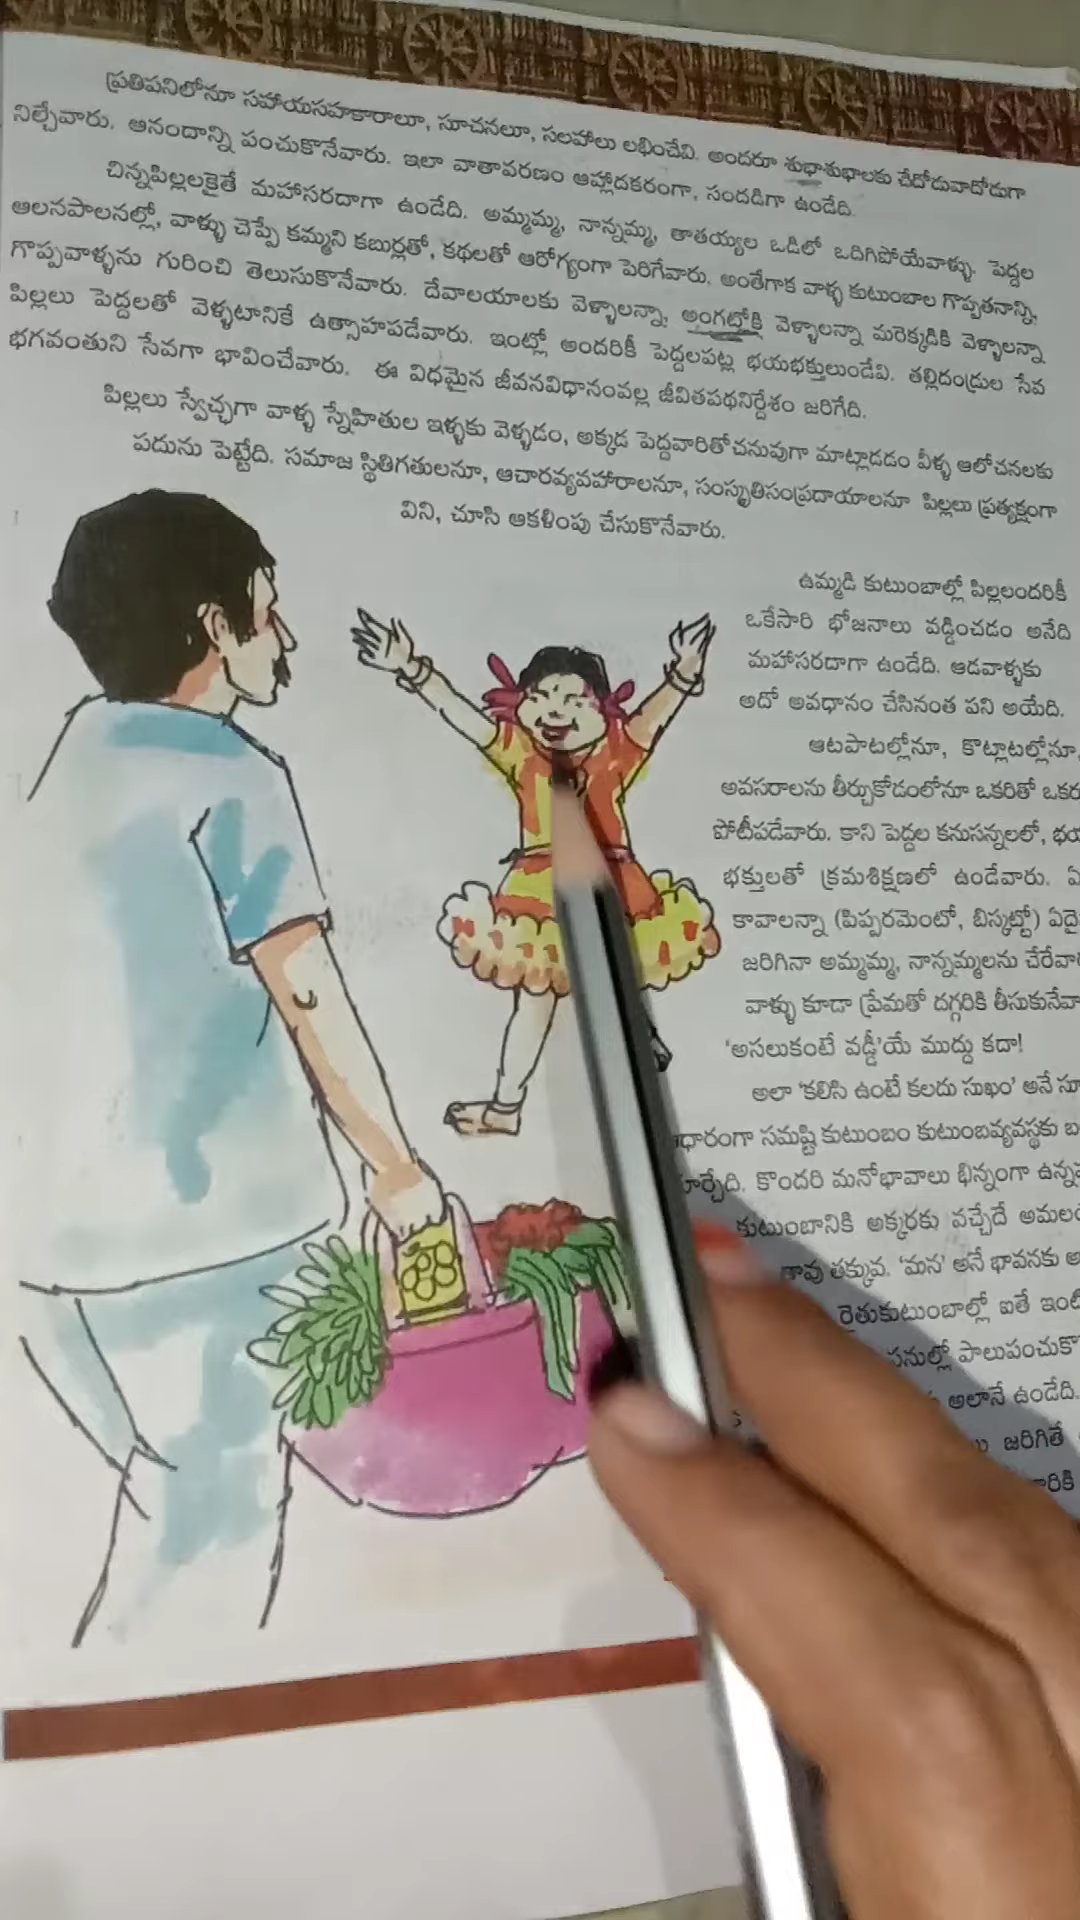 ప్రతిపనిలోనూ సహాయసహకారాలూ, సూచనలూ, సలహాలు లభించేవి. అందరూ శుభాశుభాలకు చేదోడువాదోడుగా
నిల్చేవారు. ఆనందాన్ని పంచుకొనేవారు. ఇలా వాతావరణం ఆహ్లాదకరంగా, సందడిగా ఉండేది.
చిన్నపిల్లలకైతే మహాసరదాగా ఉండేది. అమ్మమ్మ, నాన్నమ్మ, తాతయ్యల ఒడిలో ఒదిగిపోయేవాళ్ళు. పెద్దల
ఆలనపాలనల్లో, వాళ్ళు చెప్పే కమ్మని కబుర్లతో, కథలతో ఆరోగ్యంగా పెరిగేవారు. అంతేగాక వాళ్ళ కుటుంబాల గొప్పతనాన్ని,
గొప్పవాళ్ళను గురించి తెలుసుకొనేవారు. దేవాలయాలకు వెళ్ళాలన్నా, అంగట్లోకి వెళ్ళాలన్నా మరెక్కడికి వెళ్ళాలన్నా
పిల్లలు పెద్దలతో వెళ్ళటానికే ఉత్సాహపడేవారు. ఇంట్లో అందరికీ పెద్దలపట్ల భయభక్తులుండేవి. తల్లిదండ్రుల సేవ
భగవంతుని సేవగా భావించేవారు. ఈ విధమైన జీవనవిధానంవల్ల జీవితపథనిర్దేశం జరిగేది.
పిల్లలు స్వేచ్ఛగా వాళ్ళ స్నేహితుల ఇళ్ళకు వెళ్ళడం, అక్కడ పెద్దవారితోచనువుగా మాట్లాడడం వీళ్ళ ఆలోచనలకు
పదును పెట్టేది. సమాజ స్థితిగతులనూ, ఆచారవ్యవహారాలనూ, సంస్కృతిసంప్రదాయాలనూ పిల్లలు ప్రత్యక్షంగా
విని, చూసి ఆకళింపు చేసుకొనేవారు.
ఉమ్మడి కుటుంబాల్లో పిల్లలందరికీ
ఒకేసారి భోజనాలు వడ్డించడం అనేది
మహాసరదాగా ఉండేది. ఆడవాళ్ళకు
అదో అవధానం చేసినంత పని అయేది.
ఆటపాటల్లోనూ, కొట్లాటల్లోనూ,
అవసరాలను తీర్చుకోడంలోనూ ఒకరితో
పోటీపడేవారు. కాని పెద్దల కనుసన్నలలో,
భక్తులతో క్రమశిక్షణలో ఉండేవారు.
కావాలన్నా (పిప్పరమెంటో, బిస్కట్టో)
జరిగినా అమ్మమ్మ, నాన్నమ్మలను
వాళ్ళు కూడా ప్రేమతో దగ్గరికి
'అసలుకంటే వడ్డీ'యే ముద్దు కదా!
అలా 'కలిసి ఉంటే కలదు సుఖం' అనే
సమష్టి కుటుంబం కుటుంబవ్యవస్థకు
కొందరి మనోభావాలు భిన్నంగా
కుటుంబానికి అక్కరకు వచ్చేదే
తక్కువ. 'మన' అనే భావనకు
రైతుకుటుంబాల్లో ఐతే
అలానే ఉండేది.
జరిగితే